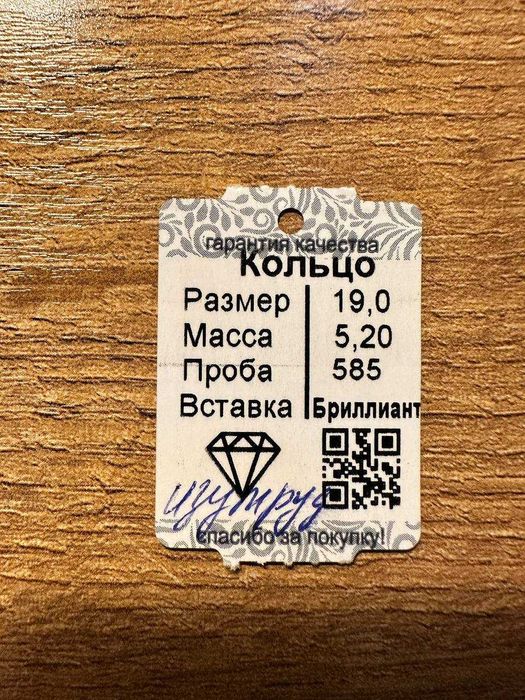 гарантия качества
Кольцо
Размер 19,0
Масса 5,20
Проба 585
Вставка Бриллиант
изумруд
спасибо за покупку!